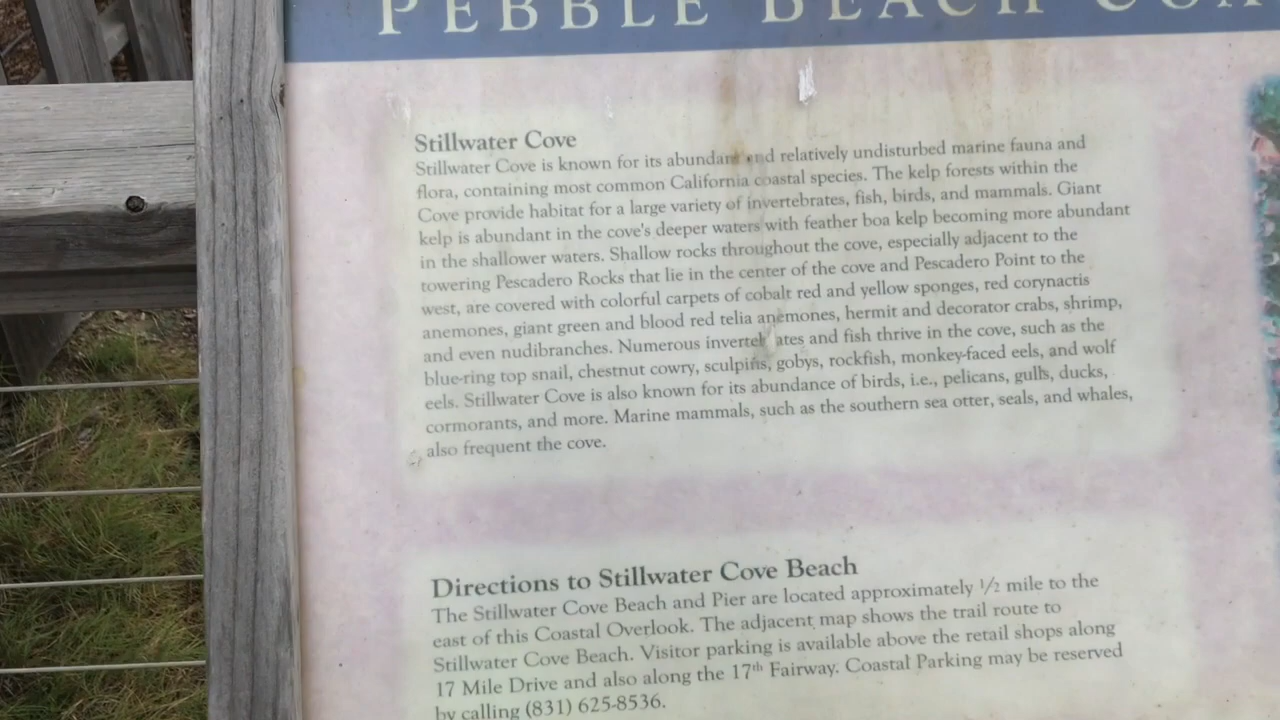 PEBBLE BEACH
Stillwater Cove
Stillwater Cove is known for its abundant and relatively undisturbed marine fauna and
flora, containing most common California coastal species. The kelp forests within the
Cove provide habitat for a large variety of invertebrates, fish, birds, and mammals. Giant
kelp is abundant in the cove's deeper waters with feather boa kelp becoming more abundant
in the shallower waters. Shallow rocks throughout the cove, especially adjacent to the
towering Pescadero Rocks that lie in the center of the cove and Pescadero Point to the
west, are covered with colorful carpets of cobalt red and yellow sponges, red corynactis
anemones, giant green and blood red telia anemones, hermit and decorator crabs, shrimp,
and even nudibranches. Numerous invertebrates and fish thrive in the cove, such as the
blue-ring top snail, chestnut cowry, sculpins, gobys, rockfish, monkey-faced eels, and wolf
eels. Stillwater Cove is also known for its abundance of birds, i.e., pelicans, gulls, ducks,
cormorants, and more. Marine mammals, such as the southern sea otter, seals, and whales,
also frequent the cove.
Directions to Stillwater Cove Beach
The Stillwater Cove Beach and Pier are located approximately 1/2 mile to the
east of this Coastal Overlook. The adjacent map shows the trail route to
Stillwater Cove Beach. Visitor parking is available above the retail shops along
17 Mile Drive and also along the 17th Fairway. Coastal Parking may be reserved
by calling (831) 625-8536.